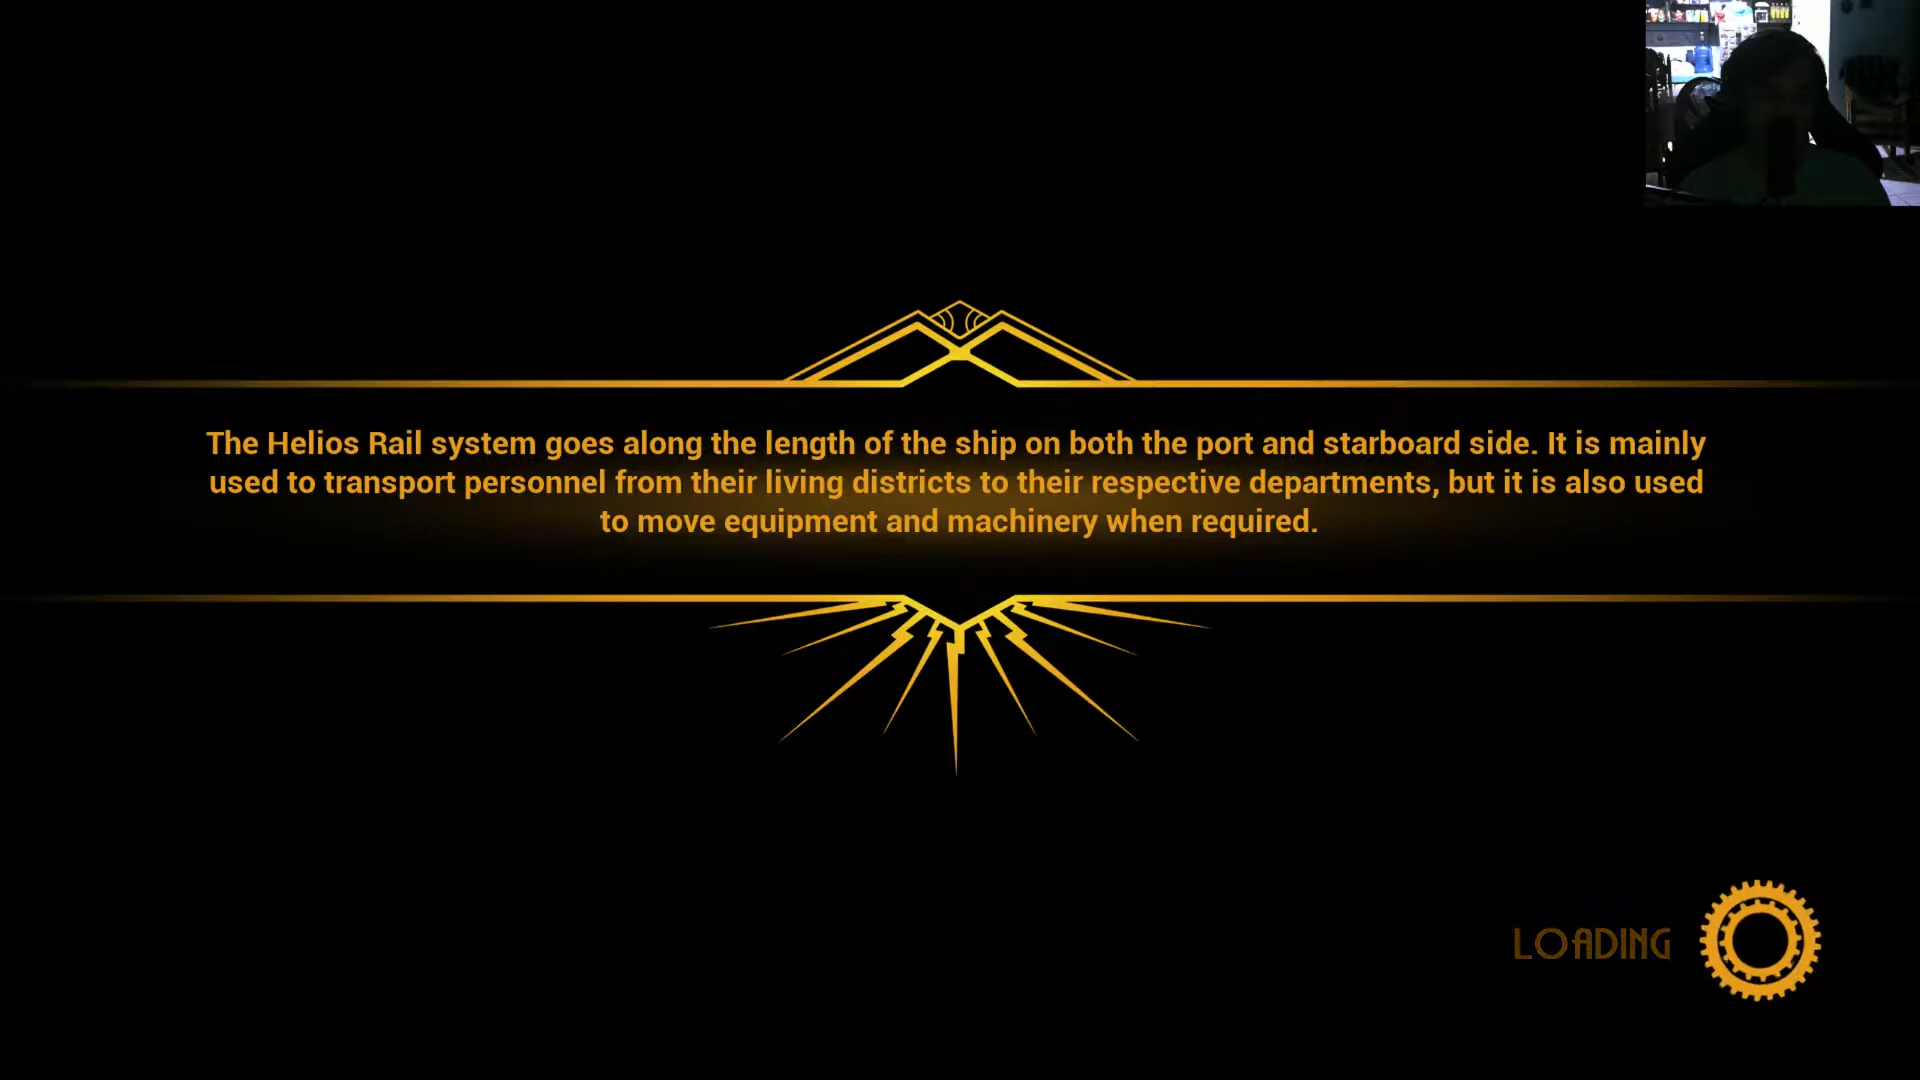 The Helios Rail system goes along the length of the ship on both the port and starboard side. It is mainly
used to transport personnel from their living districts to their respective departments, but it is also used
to move equipment and machinery when required.
LOADING